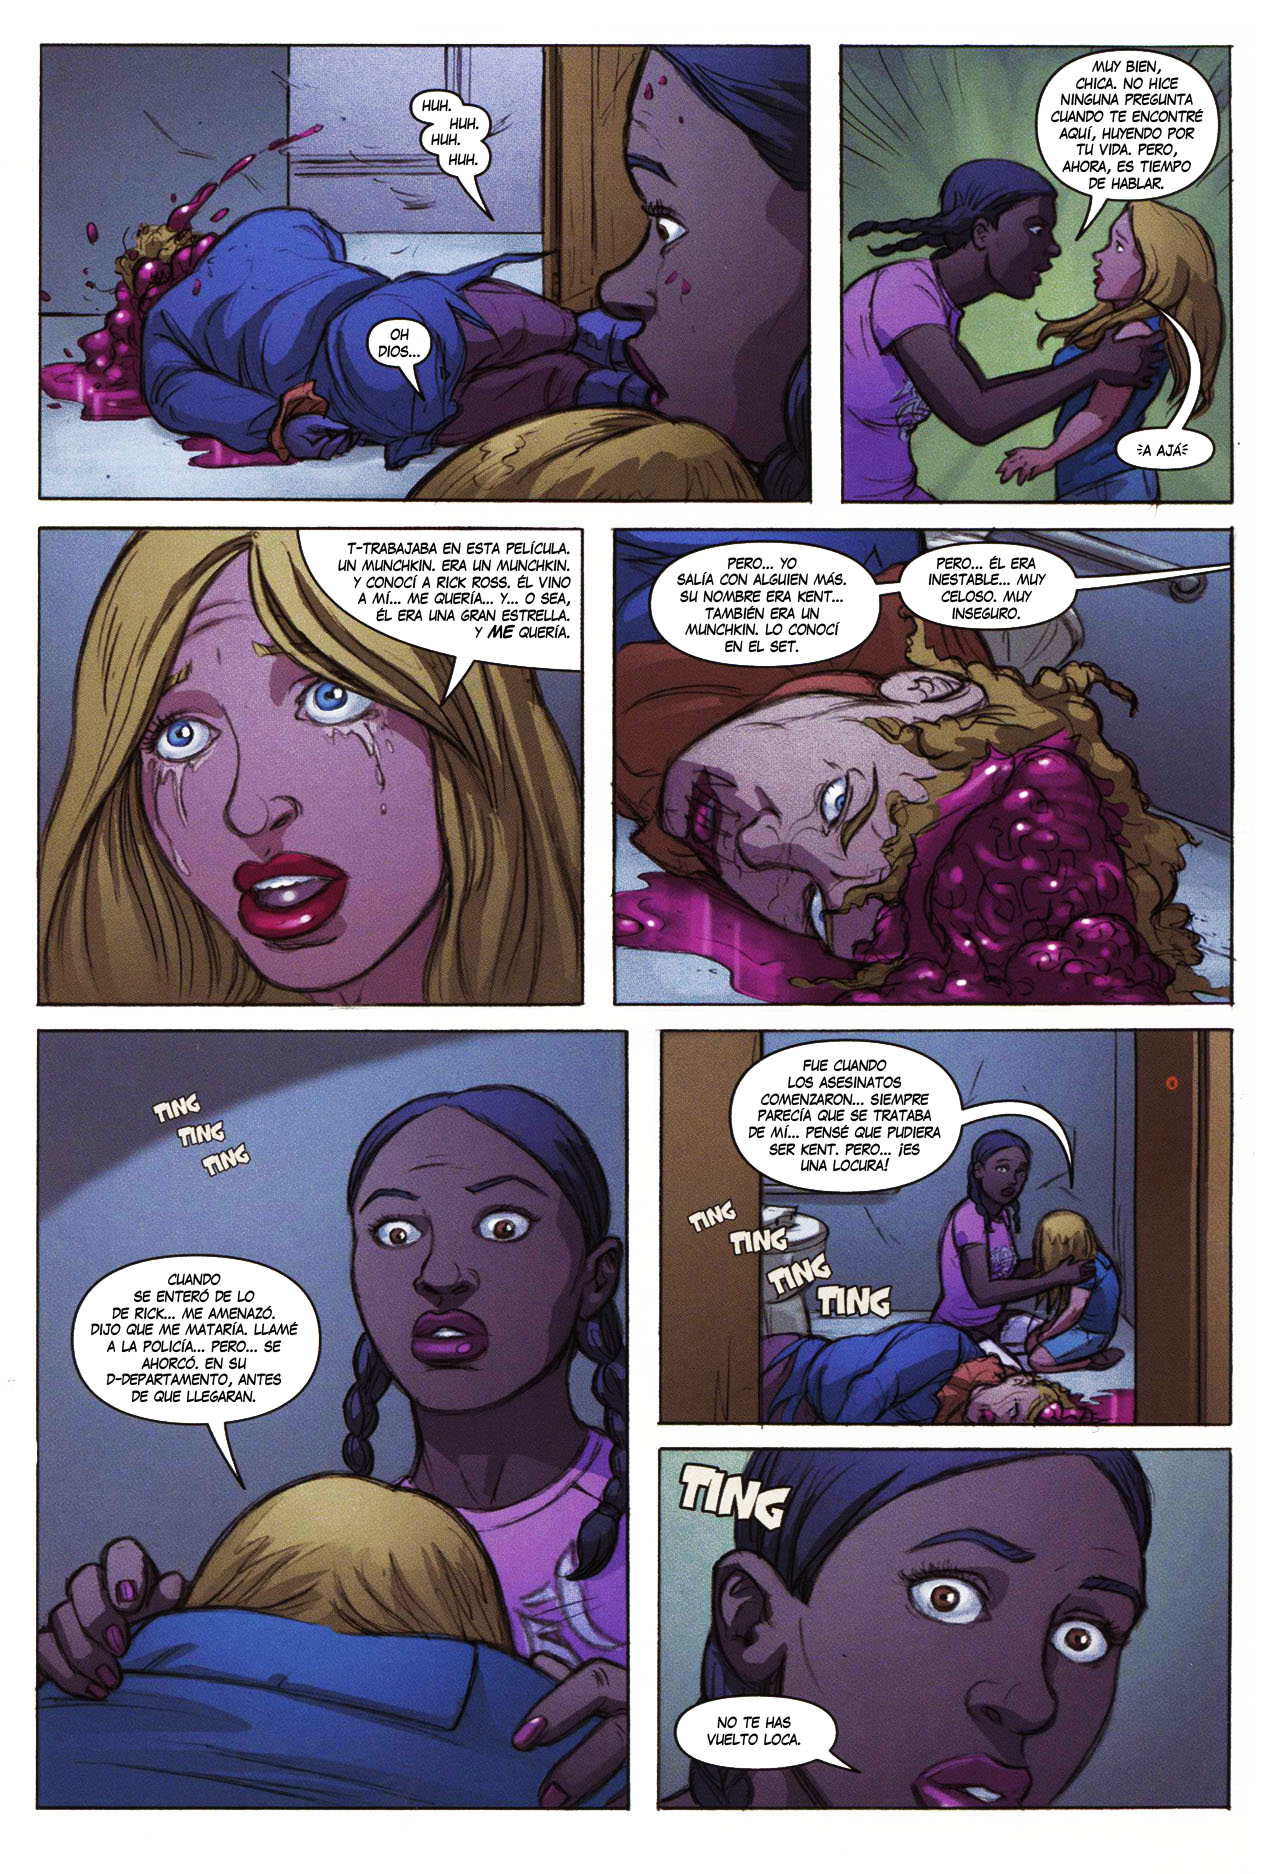 HUH.
HUH.
HUH.
HUH.
OH
DIOS...
MUY BIEN,
CHICA. NO HICE
NINGUNA PREGUNTA
CUANDO TE ENCONTRÉ
AQUÍ, HUYENDO POR
TU VIDA. PERO,
AHORA, ES TIEMPO
DE HABLAR.
A AJÁ
T-TRABAJABA EN ESTA PELÍCULA.
UN MUNCHKIN. ERA UN MUNCHKIN.
Y CONOCÍ A RICK ROSS. ÉL VINO
A MÍ... ME QUERÍA... Y... O SEA,
ÉL ERA UNA GRAN ESTRELLA.
Y ME QUERÍA.
PERO... YO
SALÍA CON ALGUIEN MÁS.
SU NOMBRE ERA KENT...
TAMBIÉN ERA UN
MUNCHKIN. LO CONOCÍ
EN EL SET.
PERO... ÉL ERA
INESTABLE... MUY
CELOSO. MUY
INSEGURO.
TING
TING
TING
CUANDO
SE ENTERÓ DE LO
DE RICK... ME AMENAZÓ.
DIJO QUE ME MATARÍA. LLAMÉ
A LA POLICÍA... PERO... SE
AHORCÓ. EN SU
D-DEPARTAMENTO, ANTES
DE QUE LLEGARAN.
FUE CUANDO
LOS ASESINATOS
COMENZARON... SIEMPRE
PARECÍA QUE SE TRATABA
DE MÍ... PENSÉ QUE PUDIERA
SER KENT. PERO... ¡ES
UNA LOCURA!
TING
TING
TING
TING
TING
NO TE HAS
VUELTO LOCA.